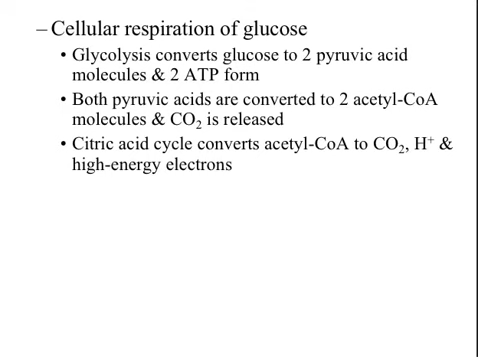 – Cellular respiration of glucose
• Glycolysis converts glucose to 2 pyruvic acid
molecules & 2 ATP form
• Both pyruvic acids are converted to 2 acetyl-CoA
molecules & CO₂ is released
• Citric acid cycle converts acetyl-CoA to CO₂, H⁺ &
high-energy electrons